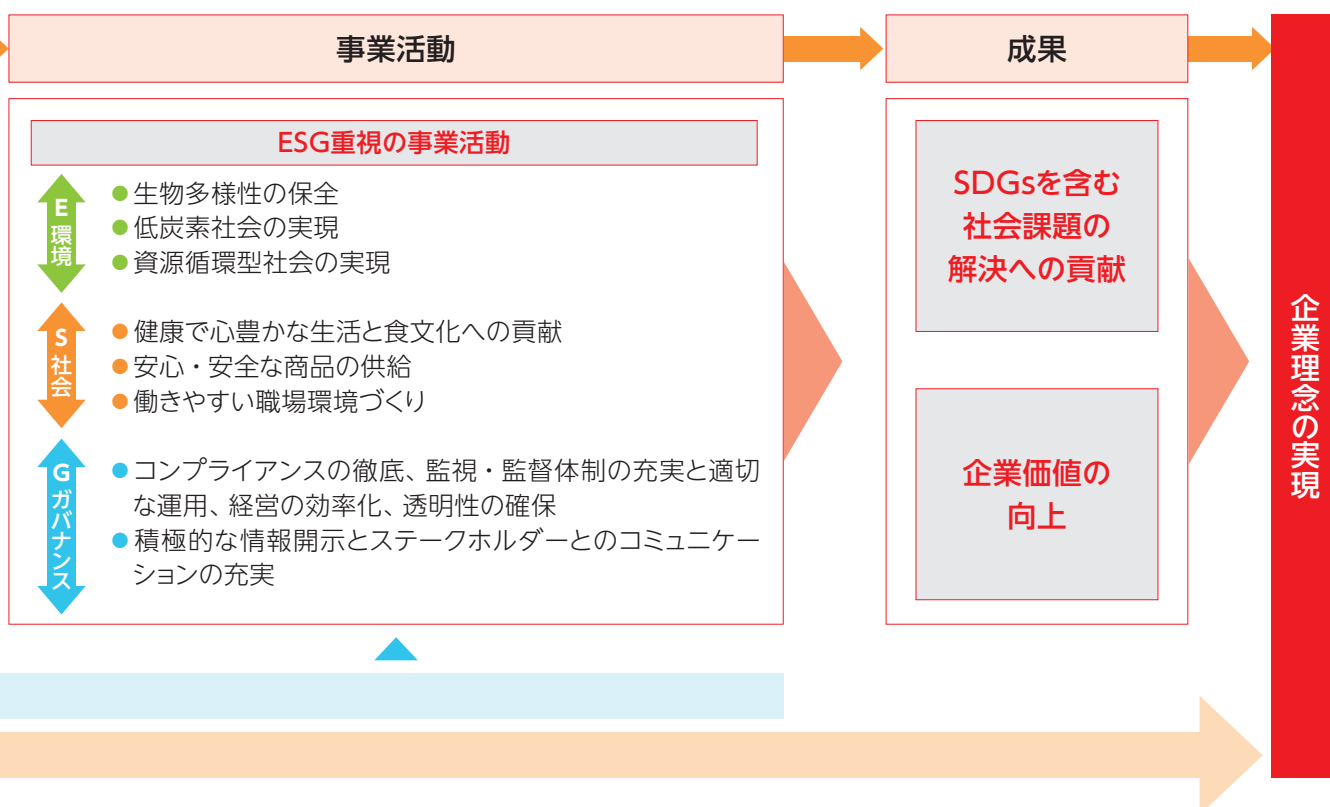 事業活動
成果
ESG重視の事業活動
E
環境
●生物多様性の保全
●低炭素社会の実現
●資源循環型社会の実現
S
社会
●健康で心豊かな生活と食文化への貢献
●安心・安全な商品の供給
●働きやすい職場環境づくり
G
ガバナンス
●コンプライアンスの徹底、監視・監督体制の充実と適切
な運用、経営の効率化、透明性の確保
●積極的な情報開示とステークホルダーとのコミュニケー
ションの充実
SDGsを含む
社会課題の
解決への貢献
企業価値の
向上
企業理念の実現